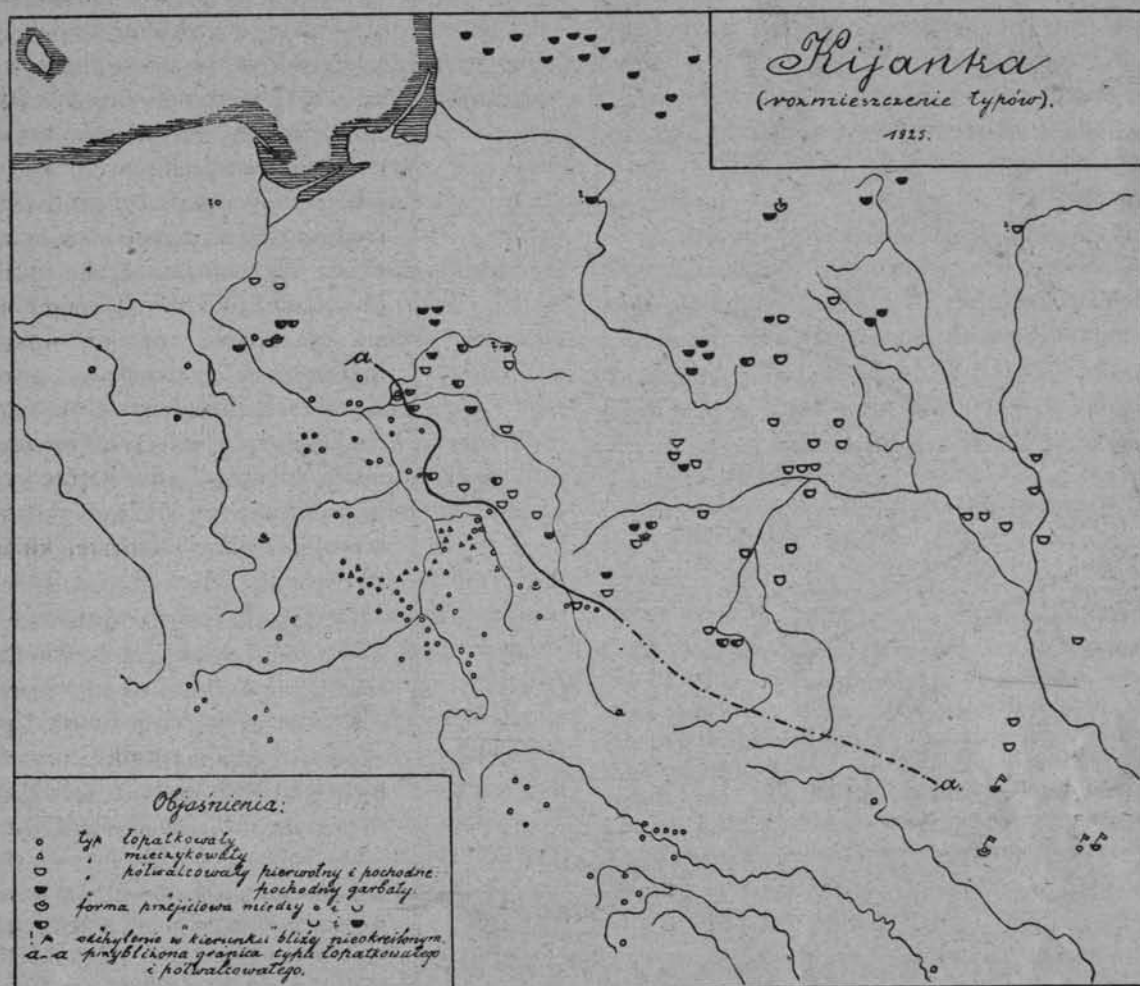 Kijanka
(rozmieszczenie typów).
1925.
a
a.
Objaśnienia:
typ łopatkowaty
" mieczykowaty
" półwalcowaty pierwotny i pochodne:
pochodny garbaty.
forma przejściowa między i
i
odchylenie w kierunku bliżej nieokreślonym.
a-a przybliżona granica typu łopatkowatego
i półwalcowatego.